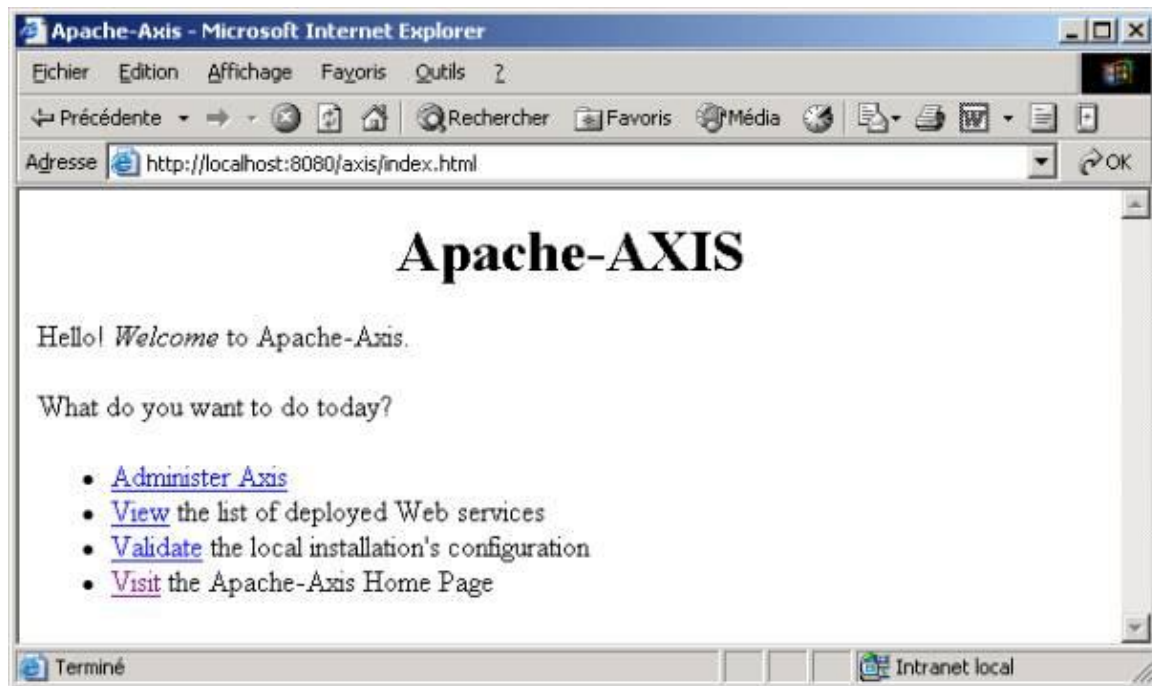 Apache-Axis - Microsoft Internet Explorer
Fichier Edition Affichage Favoris Outils ?
Précédente Rechercher Favoris Média
Adresse http://localhost:8080/axis/index.html OK
Apache-AXIS
Hello! Welcome to Apache-Axis.
What do you want to do today?
Administer Axis
View the list of deployed Web services
Validate the local installation's configuration
Visit the Apache-Axis Home Page
Terminé Intranet local